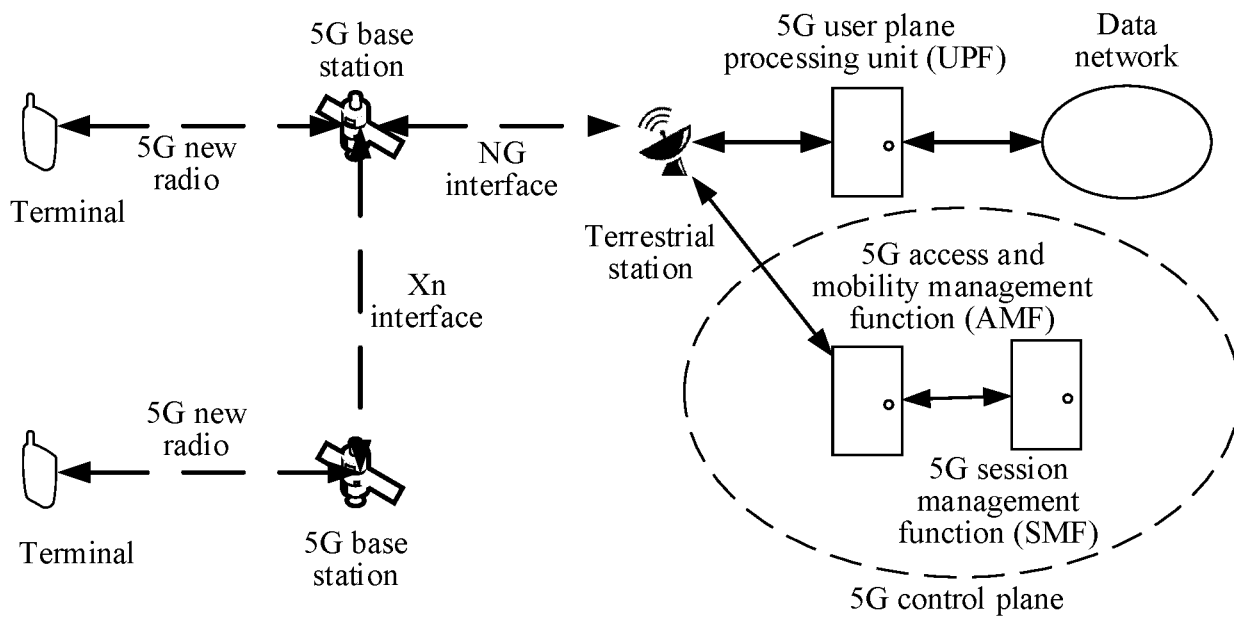 5G base
station
5G user plane
processing unit (UPF)
Data
network
5G new
radio
NG
interface
Terminal
Terrestrial
station
5G access and
mobility management
function (AMF)
Xn
interface
5G new
radio
5G session
management
function (SMF)
Terminal
5G base
station
5G control plane